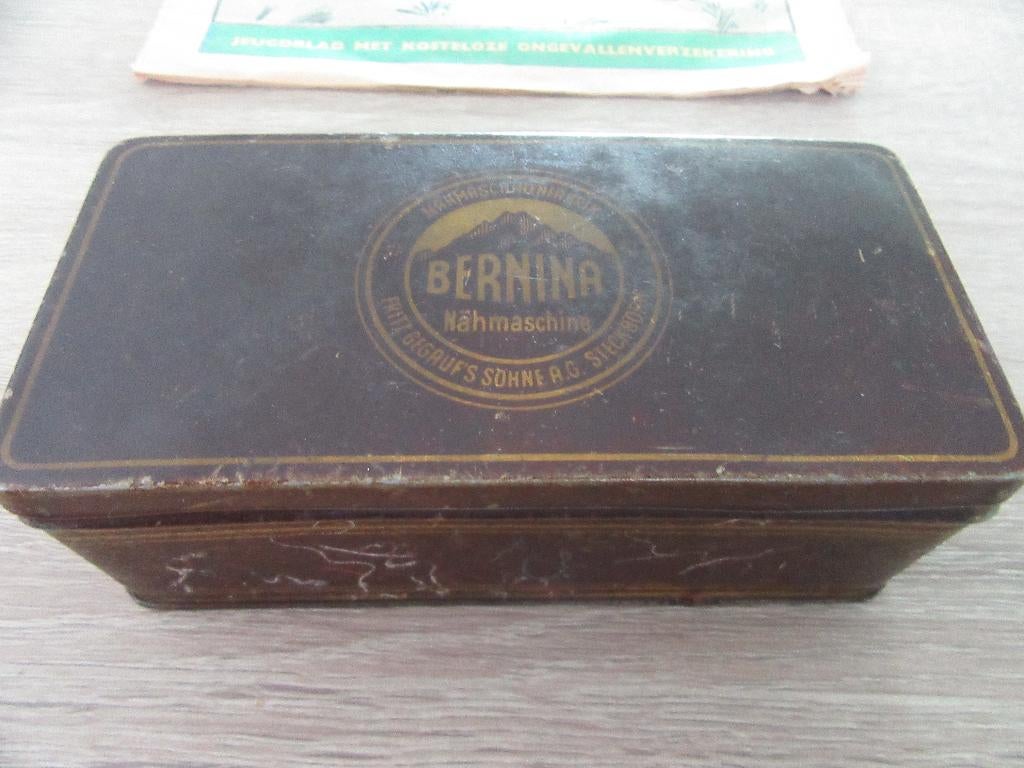 JEUGDBLAD MET KOSTELOZE ONGEVALLENVERZEKERING
NÄHMASCHINENFABRIK
BERNINA
Nähmaschine
FRITZ GEGAUF'S SÖHNE A.G. STECKBORN